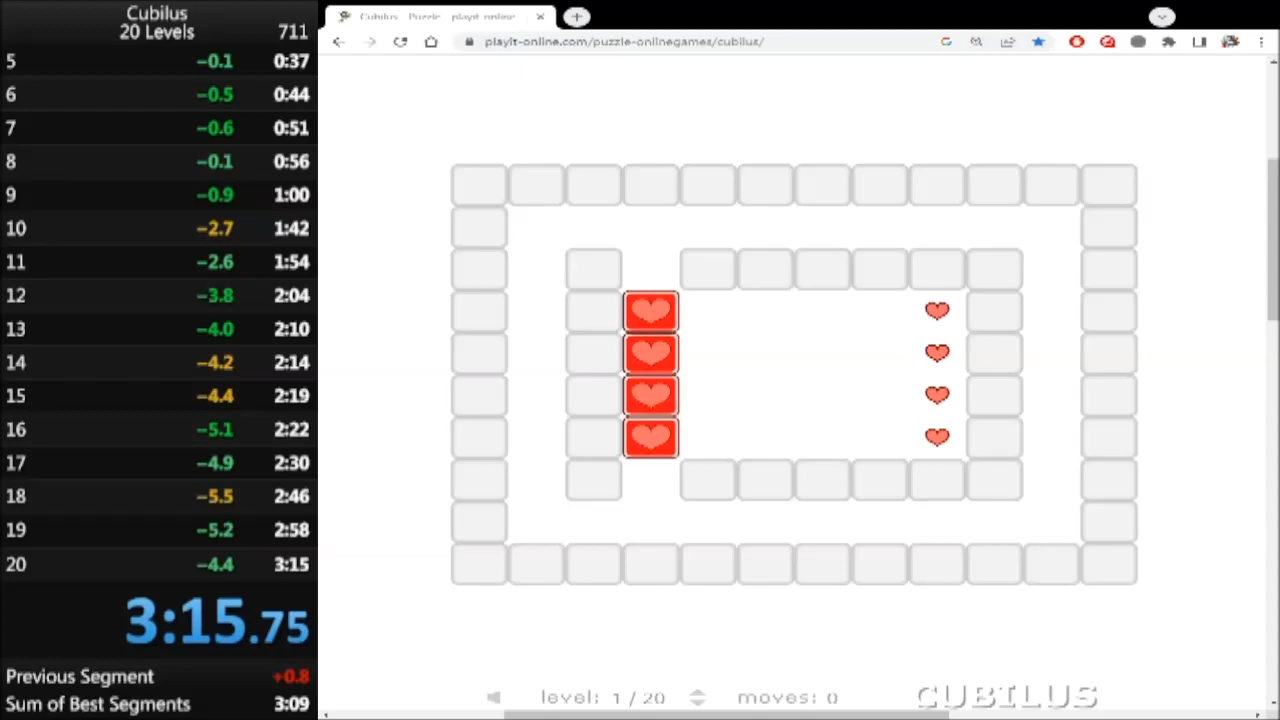 Cubilus
20 Levels 711
5 −0.1 0:37
6 −0.5 0:44
7 −0.6 0:51
8 −0.1 0:56
9 −0.9 1:00
10 −2.7 1:42
11 −2.6 1:54
12 −3.8 2:04
13 −4.0 2:10
14 −4.2 2:14
15 −4.4 2:19
16 −5.1 2:22
17 −4.9 2:30
18 −5.5 2:46
19 −5.2 2:58
20 −4.4 3:15
3:15.75
Previous Segment +0.8
Sum of Best Segments 3:09
Cubilus Puzzle playit-online
playit-online.com/puzzle-onlinegames/cubilus/
level: 1 / 20 moves: 0 CUBILUS